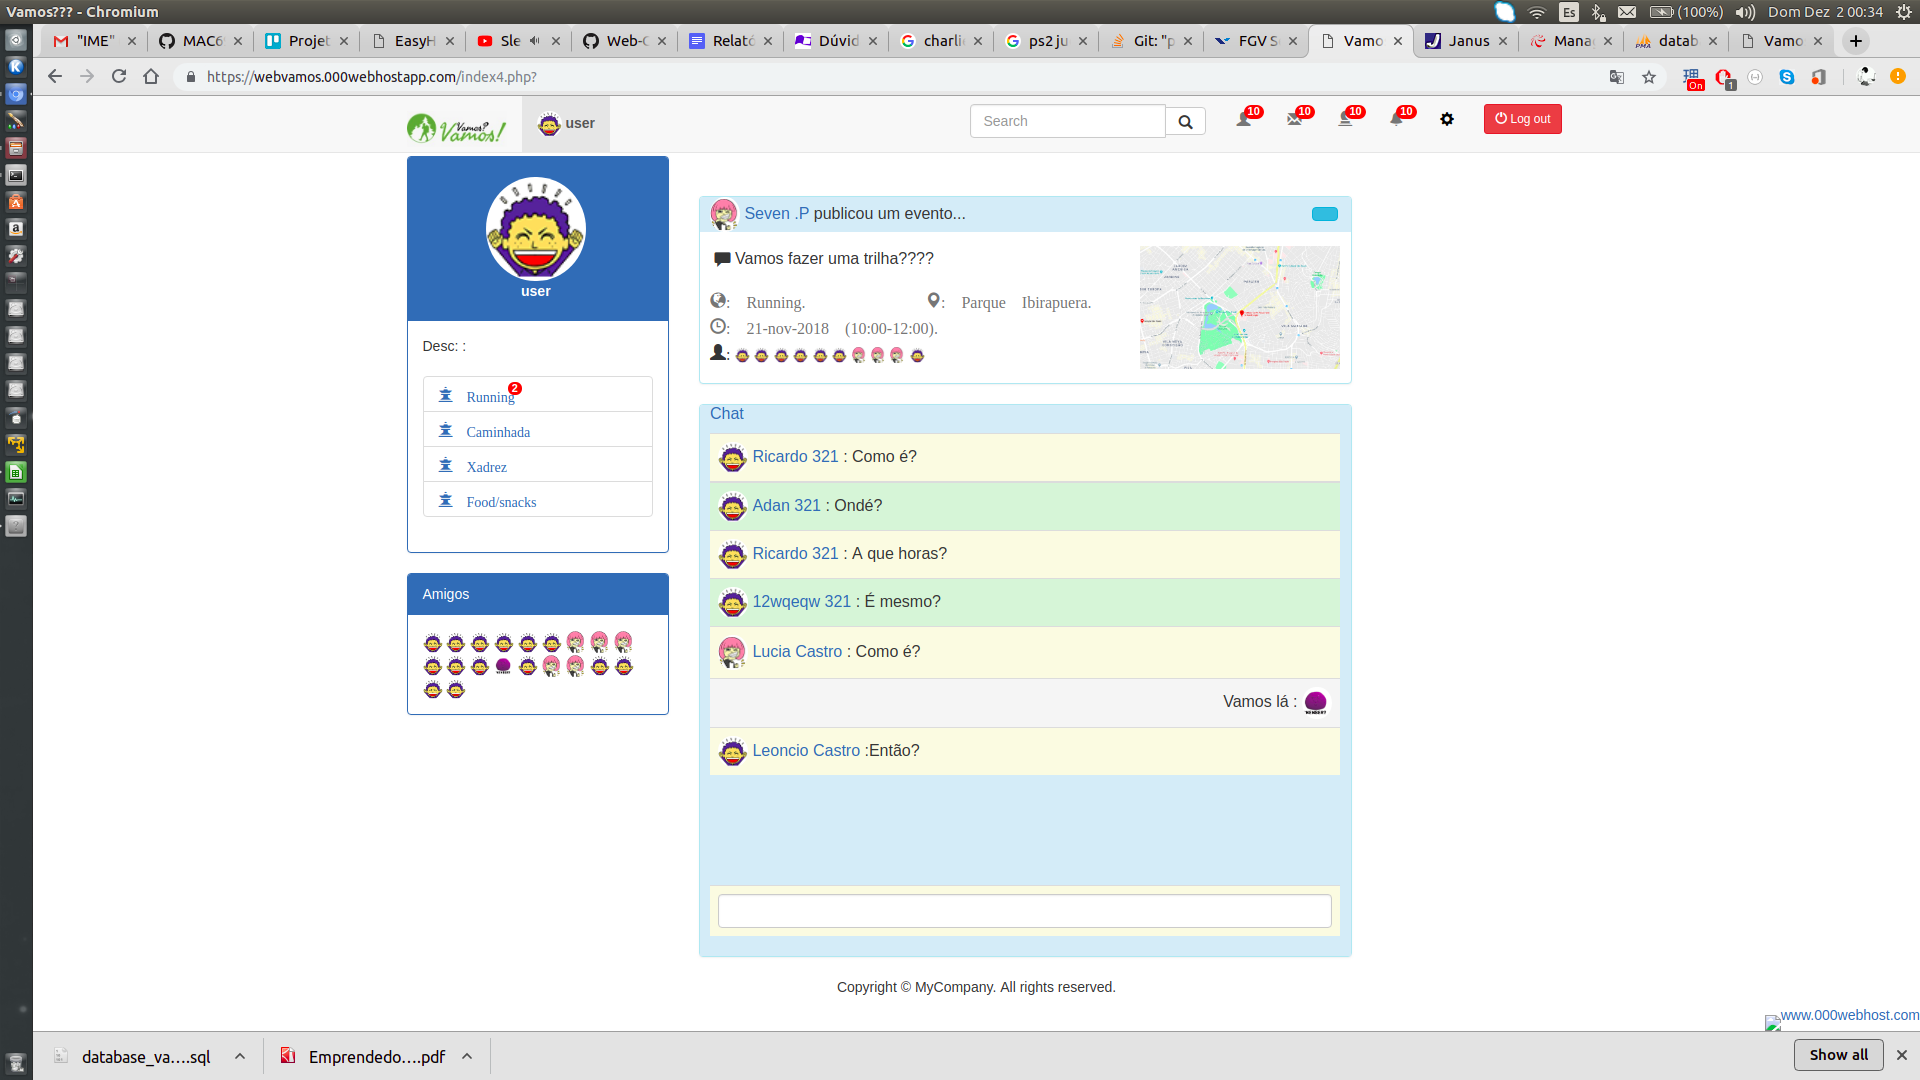 Vamos??? - Chromium
Es (100%) Dom Dez 2 00:34
"IME" MAC6 Projet EasyH Sle Web-C Relató Dúvid charli ps2 ju Git: "p FGV S Vamo Janus Mana datab Vamo
https://webvamos.000webhostapp.com/index4.php?
On 1
Vamos? Vamos! user Search 10 10 10 10 Log out
user
Desc: :
Running 2
Caminhada
Xadrez
Food/snacks
Amigos
Seven .P publicou um evento...
Vamos fazer uma trilha????
: Running. : Parque Ibirapuera.
: 21-nov-2018 (10:00-12:00).
:
Chat
Ricardo 321 : Como é?
Adan 321 : Ondé?
Ricardo 321 : A que horas?
12wqeqw 321 : É mesmo?
Lucia Castro : Como é?
Vamos lá :
Leoncio Castro :Então?
Copyright © MyCompany. All rights reserved.
www.000webhost.com
database_va....sql Emprendedo....pdf Show all